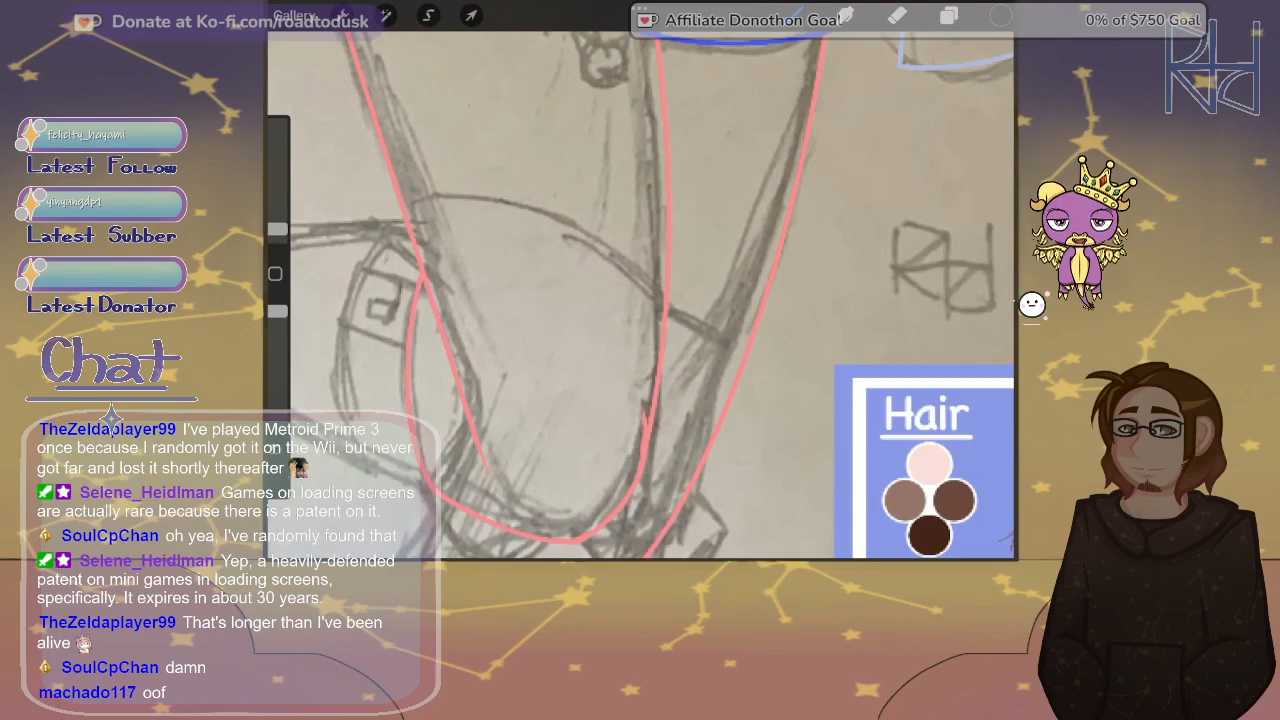 Donate at Ko-fi.com/roadtodusk
Gallery
Affiliate Donothon Goal
0% of $750 Goal
felicity_hayami
Latest Follow
yinyangdp1
Latest Subber
Latest Donator
Chat
TheZeldaplayer99 I've played Metroid Prime 3
once because I randomly got it on the Wii, but never
got far and lost it shortly thereafter
Selene_Heidlman Games on loading screens
are actually rare because there is a patent on it.
SoulCpChan oh yea, I've randomly found that
Selene_Heidlman Yep, a heavily-defended
patent on mini games in loading screens,
specifically. It expires in about 30 years.
TheZeldaplayer99 That's longer than I've been
alive
SoulCpChan damn
machado117 oof
Hair